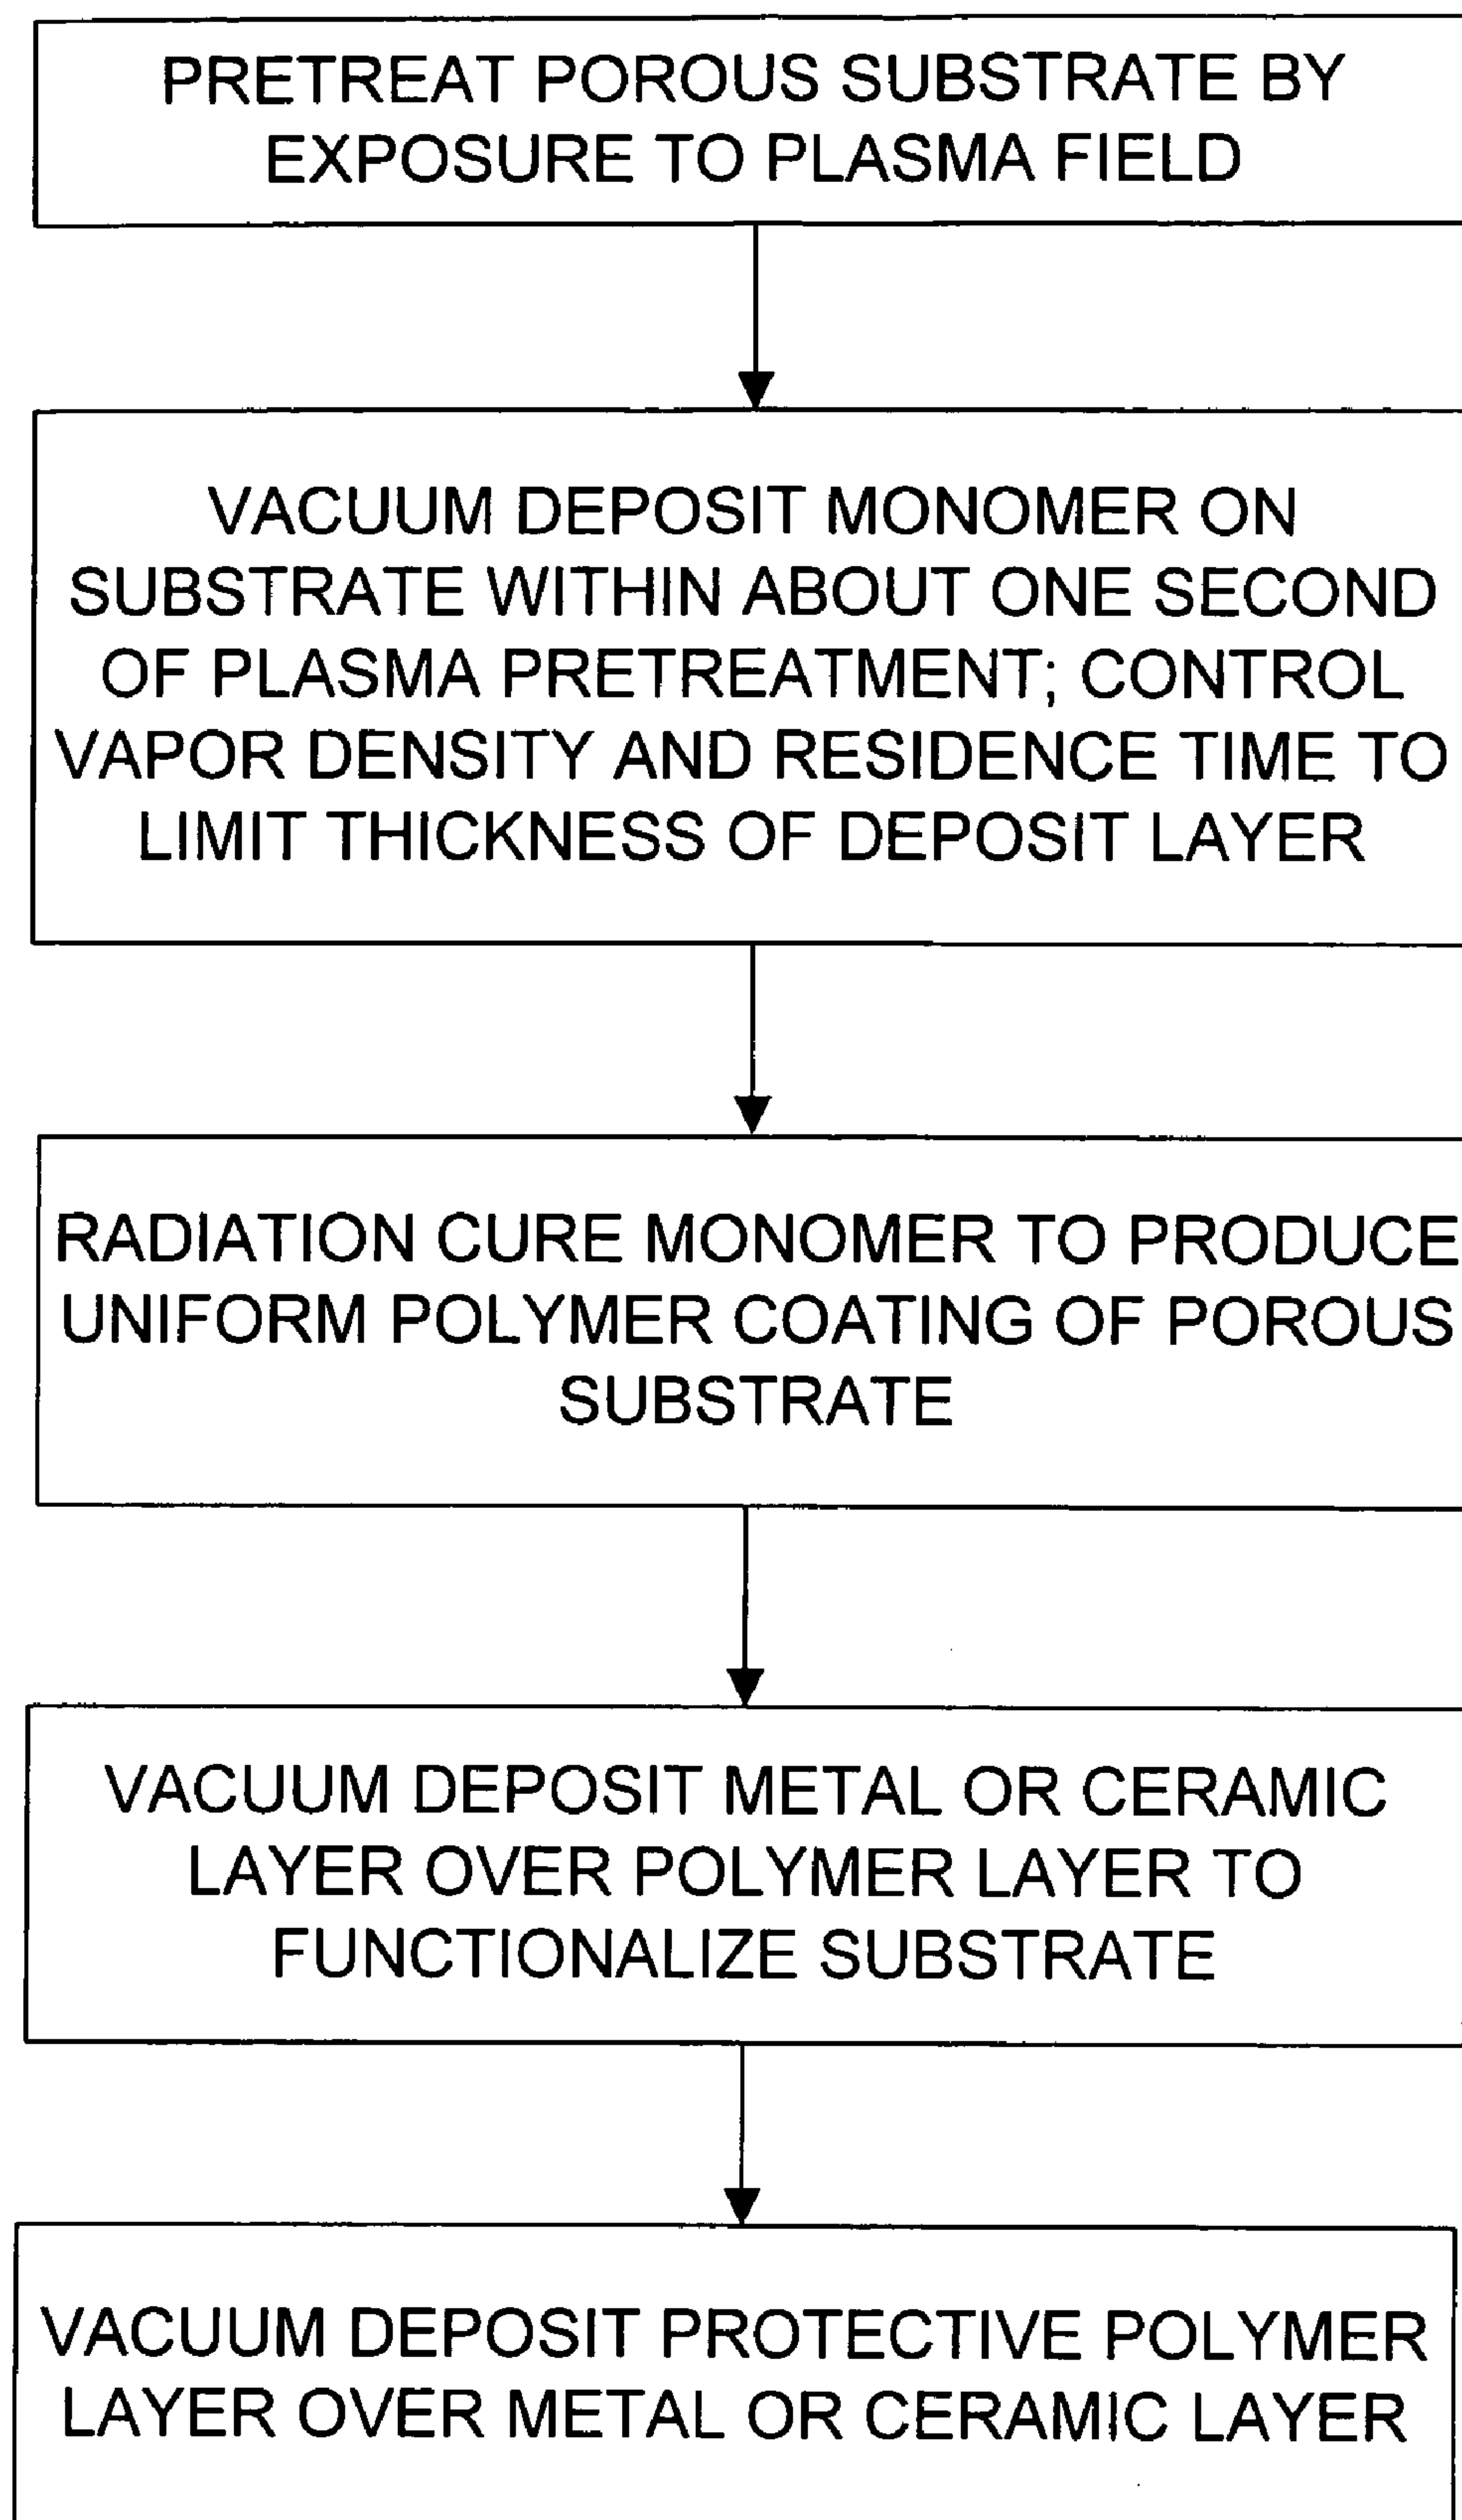 PRETREAT POROUS SUBSTRATE BY
EXPOSURE TO PLASMA FIELD
VACUUM DEPOSIT MONOMER ON
SUBSTRATE WITHIN ABOUT ONE SECOND
OF PLASMA PRETREATMENT; CONTROL
VAPOR DENSITY AND RESIDENCE TIME TO
LIMIT THICKNESS OF DEPOSIT LAYER
RADIATION CURE MONOMER TO PRODUCE
UNIFORM POLYMER COATING OF POROUS
SUBSTRATE
VACUUM DEPOSIT METAL OR CERAMIC
LAYER OVER POLYMER LAYER TO
FUNCTIONALIZE SUBSTRATE
VACUUM DEPOSIT PROTECTIVE POLYMER
LAYER OVER METAL OR CERAMIC LAYER